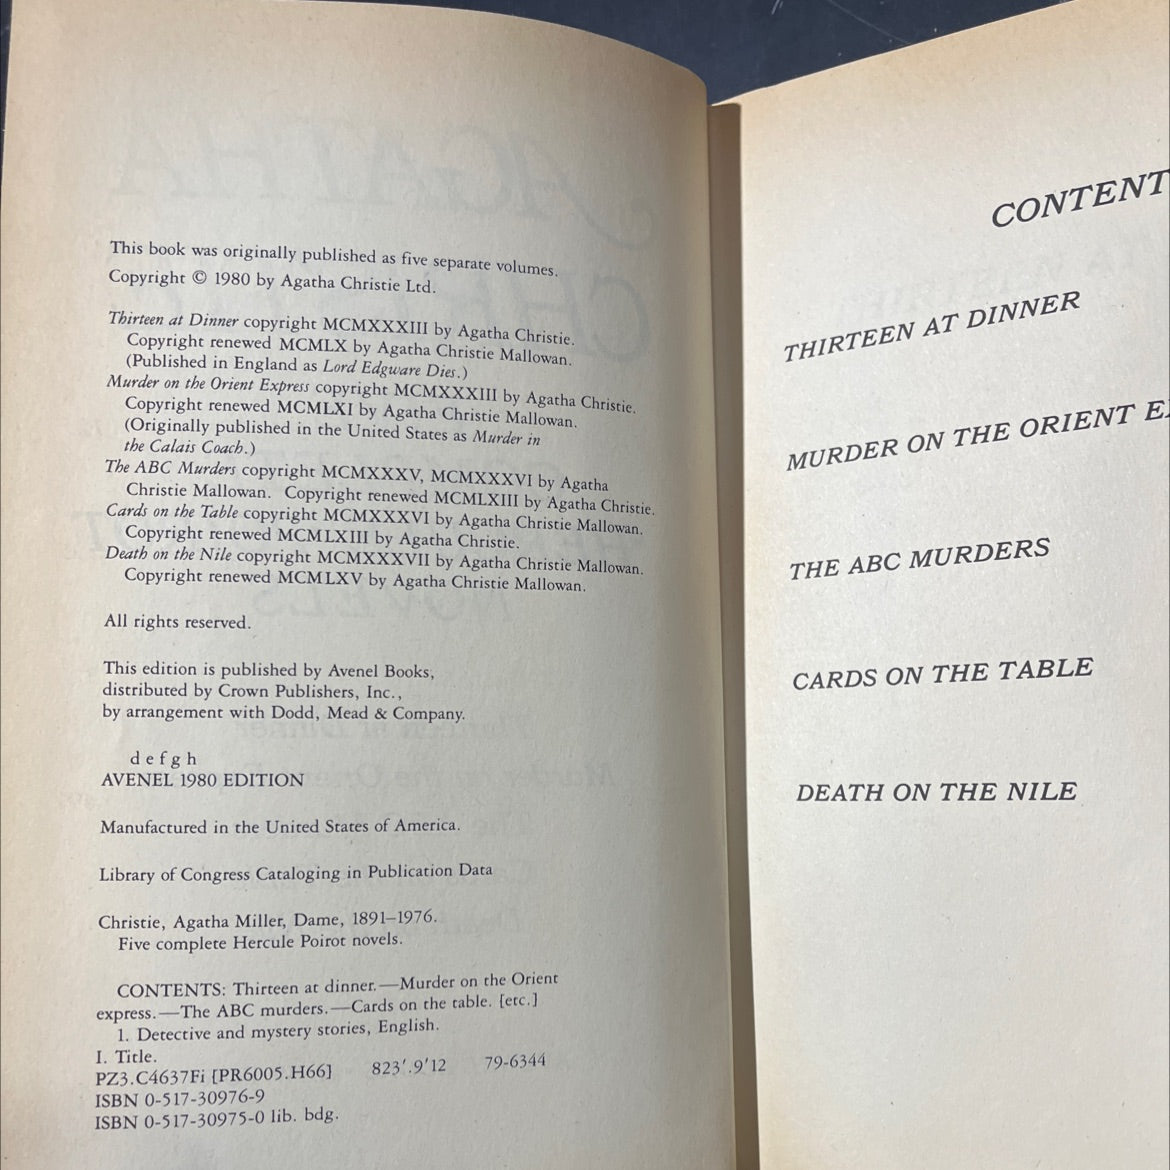 This book was originally published as five separate volumes.
Copyright © 1980 by Agatha Christie Ltd.
Thirteen at Dinner copyright MCMXXXIII by Agatha Christie.
Copyright renewed MCMLX by Agatha Christie Mallowan.
(Published in England as Lord Edgware Dies.)
Murder on the Orient Express copyright MCMXXXIII by Agatha Christie.
Copyright renewed MCMLXI by Agatha Christie Mallowan.
(Originally published in the United States as Murder in
the Calais Coach.)
The ABC Murders copyright MCMXXXV, MCMXXXVI by Agatha
Christie Mallowan. Copyright renewed MCMLXIII by Agatha Christie.
Cards on the Table copyright MCMXXXVI by Agatha Christie Mallowan.
Copyright renewed MCMLXIII by Agatha Christie.
Death on the Nile copyright MCMXXXVII by Agatha Christie Mallowan.
Copyright renewed MCMLXV by Agatha Christie Mallowan.
All rights reserved.
This edition is published by Avenel Books,
distributed by Crown Publishers, Inc.,
by arrangement with Dodd, Mead & Company.
d e f g h
AVENEL 1980 EDITION
Manufactured in the United States of America.
Library of Congress Cataloging in Publication Data
Christie, Agatha Miller, Dame, 1891–1976.
Five complete Hercule Poirot novels.
CONTENTS: Thirteen at dinner.—Murder on the Orient
express.—The ABC murders.—Cards on the table. [etc.]
1. Detective and mystery stories, English.
I. Title.
PZ3.C4637Fi [PR6005.H66] 823′.9′12 79-6344
ISBN 0-517-30976-9
ISBN 0-517-30975-0 lib. bdg.
CONTENT
THIRTEEN AT DINNER
MURDER ON THE ORIENT E
THE ABC MURDERS
CARDS ON THE TABLE
DEATH ON THE NILE